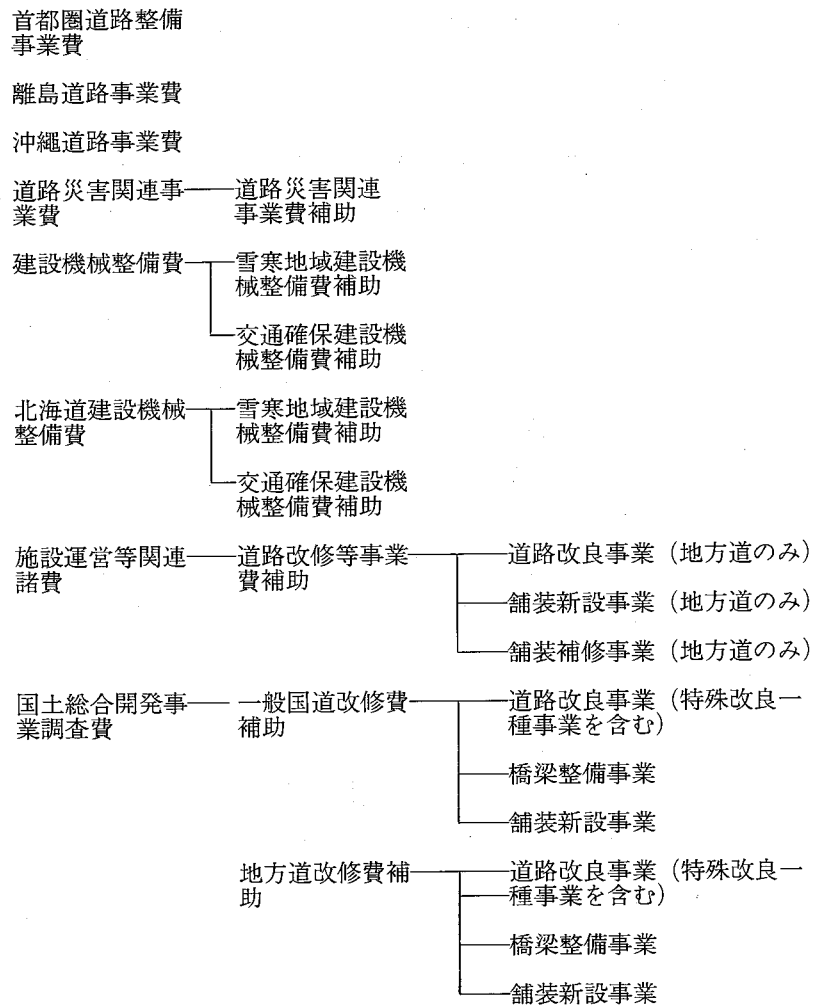 首都圏道路整備
事業費
離島道路事業費
沖縄道路事業費
道路災害関連事
業費
道路災害関連
事業費補助
建設機械整備費
雪寒地域建設機
械整備費補助
交通確保建設機
械整備費補助
北海道建設機械
整備費
雪寒地域建設機
械整備費補助
交通確保建設機
械整備費補助
施設運営等関連
諸費
道路改修等事業
費補助
道路改良事業（地方道のみ）
舗装新設事業（地方道のみ）
舗装補修事業（地方道のみ）
国土総合開発事
業調査費
一般国道改修費
補助
道路改良事業（特殊改良一
種事業を含む）
橋梁整備事業
舗装新設事業
地方道改修費補
助
道路改良事業（特殊改良一
種事業を含む）
橋梁整備事業
舗装新設事業